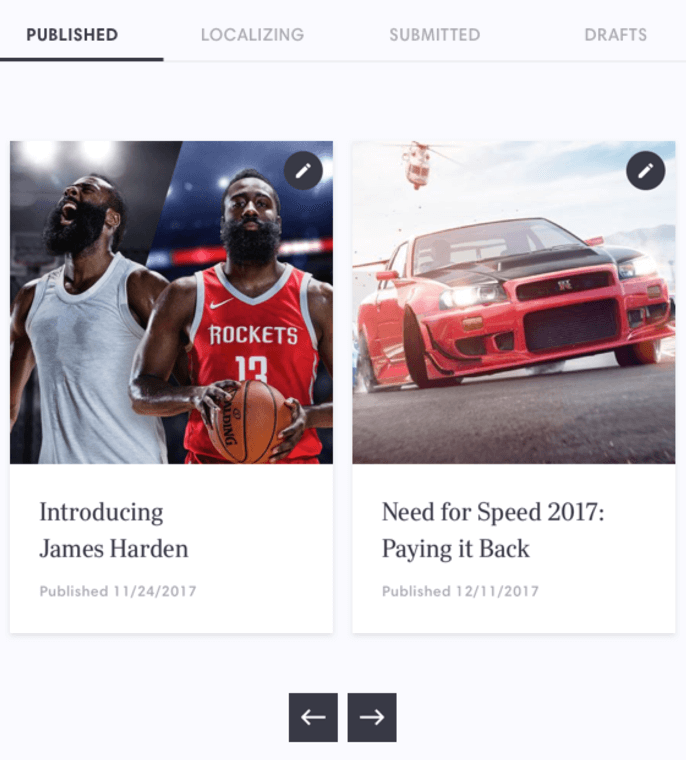 PUBLISHED LOCALIZING SUBMITTED DRAFTS
ROCKETS
13
Introducing
James Harden
Published 11/24/2017
Need for Speed 2017:
Paying it Back
Published 12/11/2017